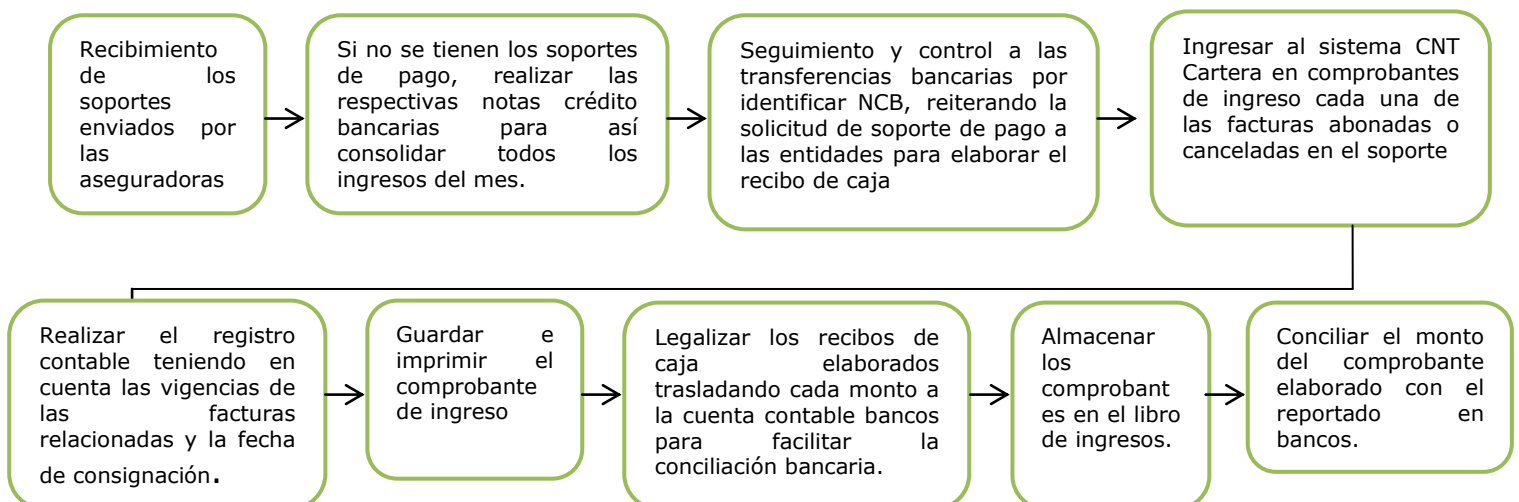 Recibimiento
de los
soportes
enviados por
las
aseguradoras
Si no se tienen los soportes
de pago, realizar las
respectivas notas crédito
bancarias para así
consolidar todos los
ingresos del mes.
Seguimiento y control a las
transferencias bancarias por
identificar NCB, reiterando la
solicitud de soporte de pago a
las entidades para elaborar el
recibo de caja
Ingresar al sistema CNT
Cartera en comprobantes
de ingreso cada una de
las facturas abonadas o
canceladas en el soporte
Realizar el registro
contable teniendo en
cuenta las vigencias de
las facturas
relacionadas y la fecha
de consignación.
Guardar e
imprimir el
comprobante
de ingreso
Legalizar los recibos de
caja elaborados
trasladando cada monto a
la cuenta contable bancos
para facilitar la
conciliación bancaria.
Almacenar
los
comprobant
es en el libro
de ingresos.
Conciliar el monto
del comprobante
elaborado con el
reportado en
bancos.